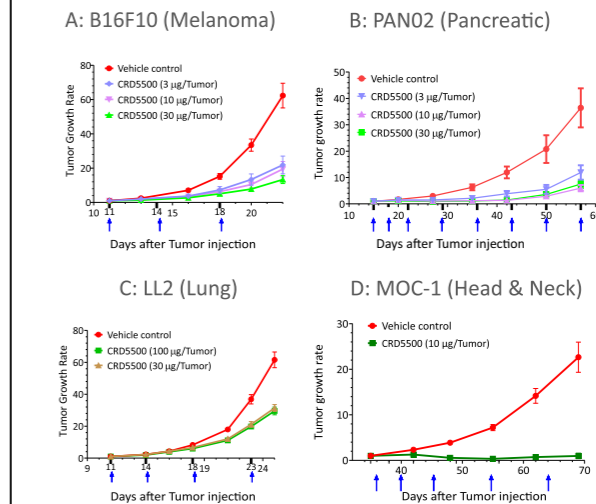 A: B16F10 (Melanoma)
Tumor Growth Rate
80
60
40
20
0
Vehicle control
CRD5500 (3 µg/Tumor)
CRD5500 (10 µg/Tumor)
CRD5500 (30 µg/Tumor)
10 11 14 15 18 20
Days after Tumor injection
B: PAN02 (Pancreatic)
Tumor growth Rate
50
40
30
20
10
0
Vehicle control
CRD5500 (3 µg/Tumor)
CRD5500 (10 µg/Tumor)
CRD5500 (30 µg/Tumor)
10 20 30 40 50
Days after Tumor injection
C: LL2 (Lung)
Tumor Growth Rate
80
60
40
20
0
Vehicle control
CRD5500 (100 µg/Tumor)
CRD5500 (30 µg/Tumor)
9 11 14 18 19 23 24
Days after Tumor Injection
D: MOC-1 (Head & Neck)
Tumor Growth Rate
30
20
10
0
Vehicle control
CRD5500 (10 µg/Tumor)
30 40 50 60 70
Days after Tumor Injection